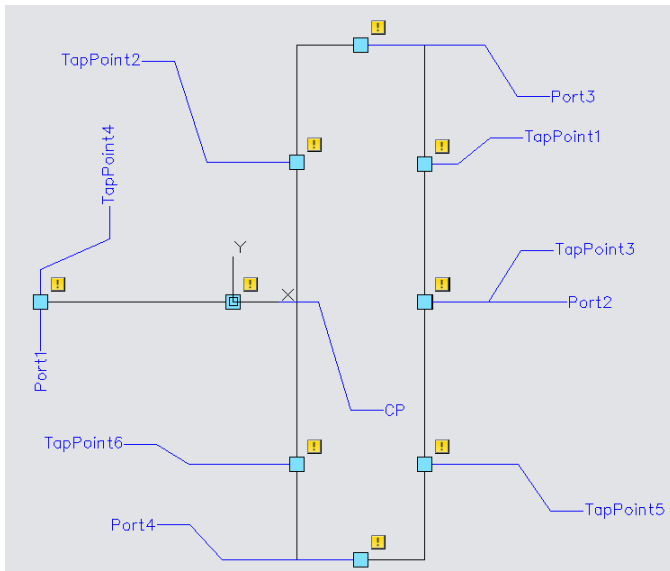 TapPoint2
Port3
TapPoint1
TapPoint4
Y
TapPoint3
X
Port2
Port1
CP
TapPoint6
TapPoint5
Port4